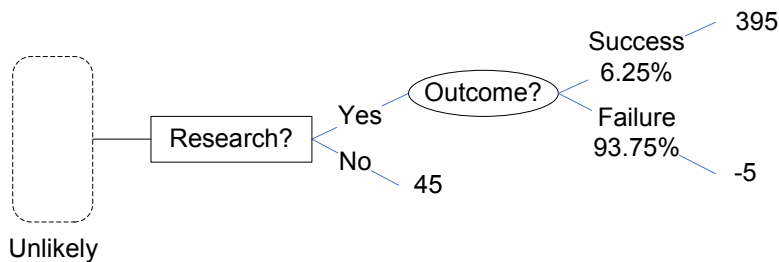 395
Success
6.25%
Yes
Outcome?
Research?
Failure
93.75%
No
45
-5
Unlikely